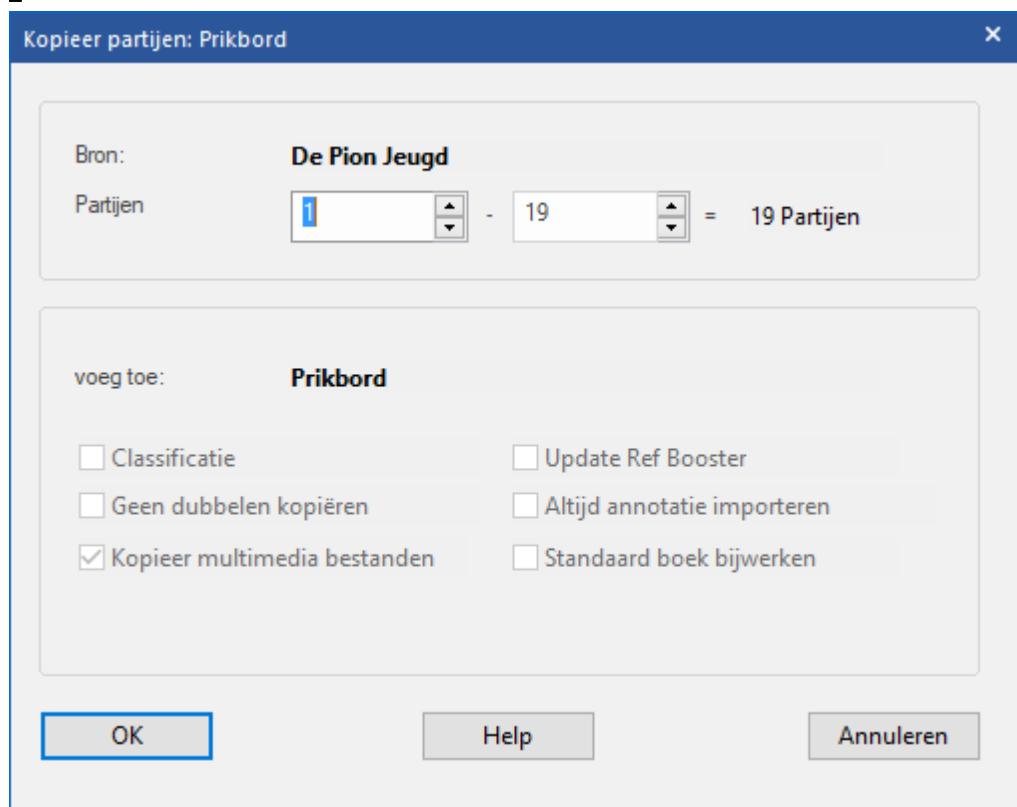 Kopieer partijen: Prikbord
Bron: De Pion Jeugd
Partijen 1 - 19 = 19 Partijen
voeg toe: Prikbord
Classificatie Update Ref Booster
Geen dubbelen kopiëren Altijd annotatie importeren
Kopieer multimedia bestanden Standaard boek bijwerken
OK Help Annuleren